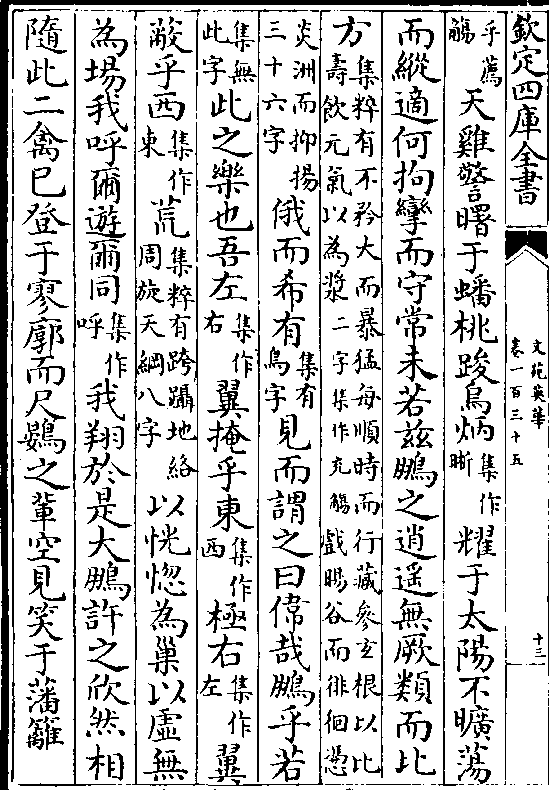 欽定四庫全書 文苑英華 卷一百三十五 十三
乎薦觴天雞警曙于蟠桃踆烏炳集作晰耀于太陽不曠蕩
而縱適何拘攣而守常未若兹鵬之逍遥無厥類而比
方集粹有不矜大而暴猛每順時而行藏參玄根以比壽飲元氣以為漿二字集作充觴戲暘谷而徘徊憑
炎洲而抑揚三十六字俄而希有集有鳥字見而謂之曰偉哉鵬乎若
集無此字此之樂也吾左集作右翼掩乎東集作西極右集作左翼
蔽乎西集作東荒集粹有跨躡地絡周旋天綱八字以恍惚為巢以虛無
為場我呼爾遊爾同集作呼我翔於是大鵬許之欣然相
隨此二禽已登于寥廓而尺鷃之軰空見笑于藩籬